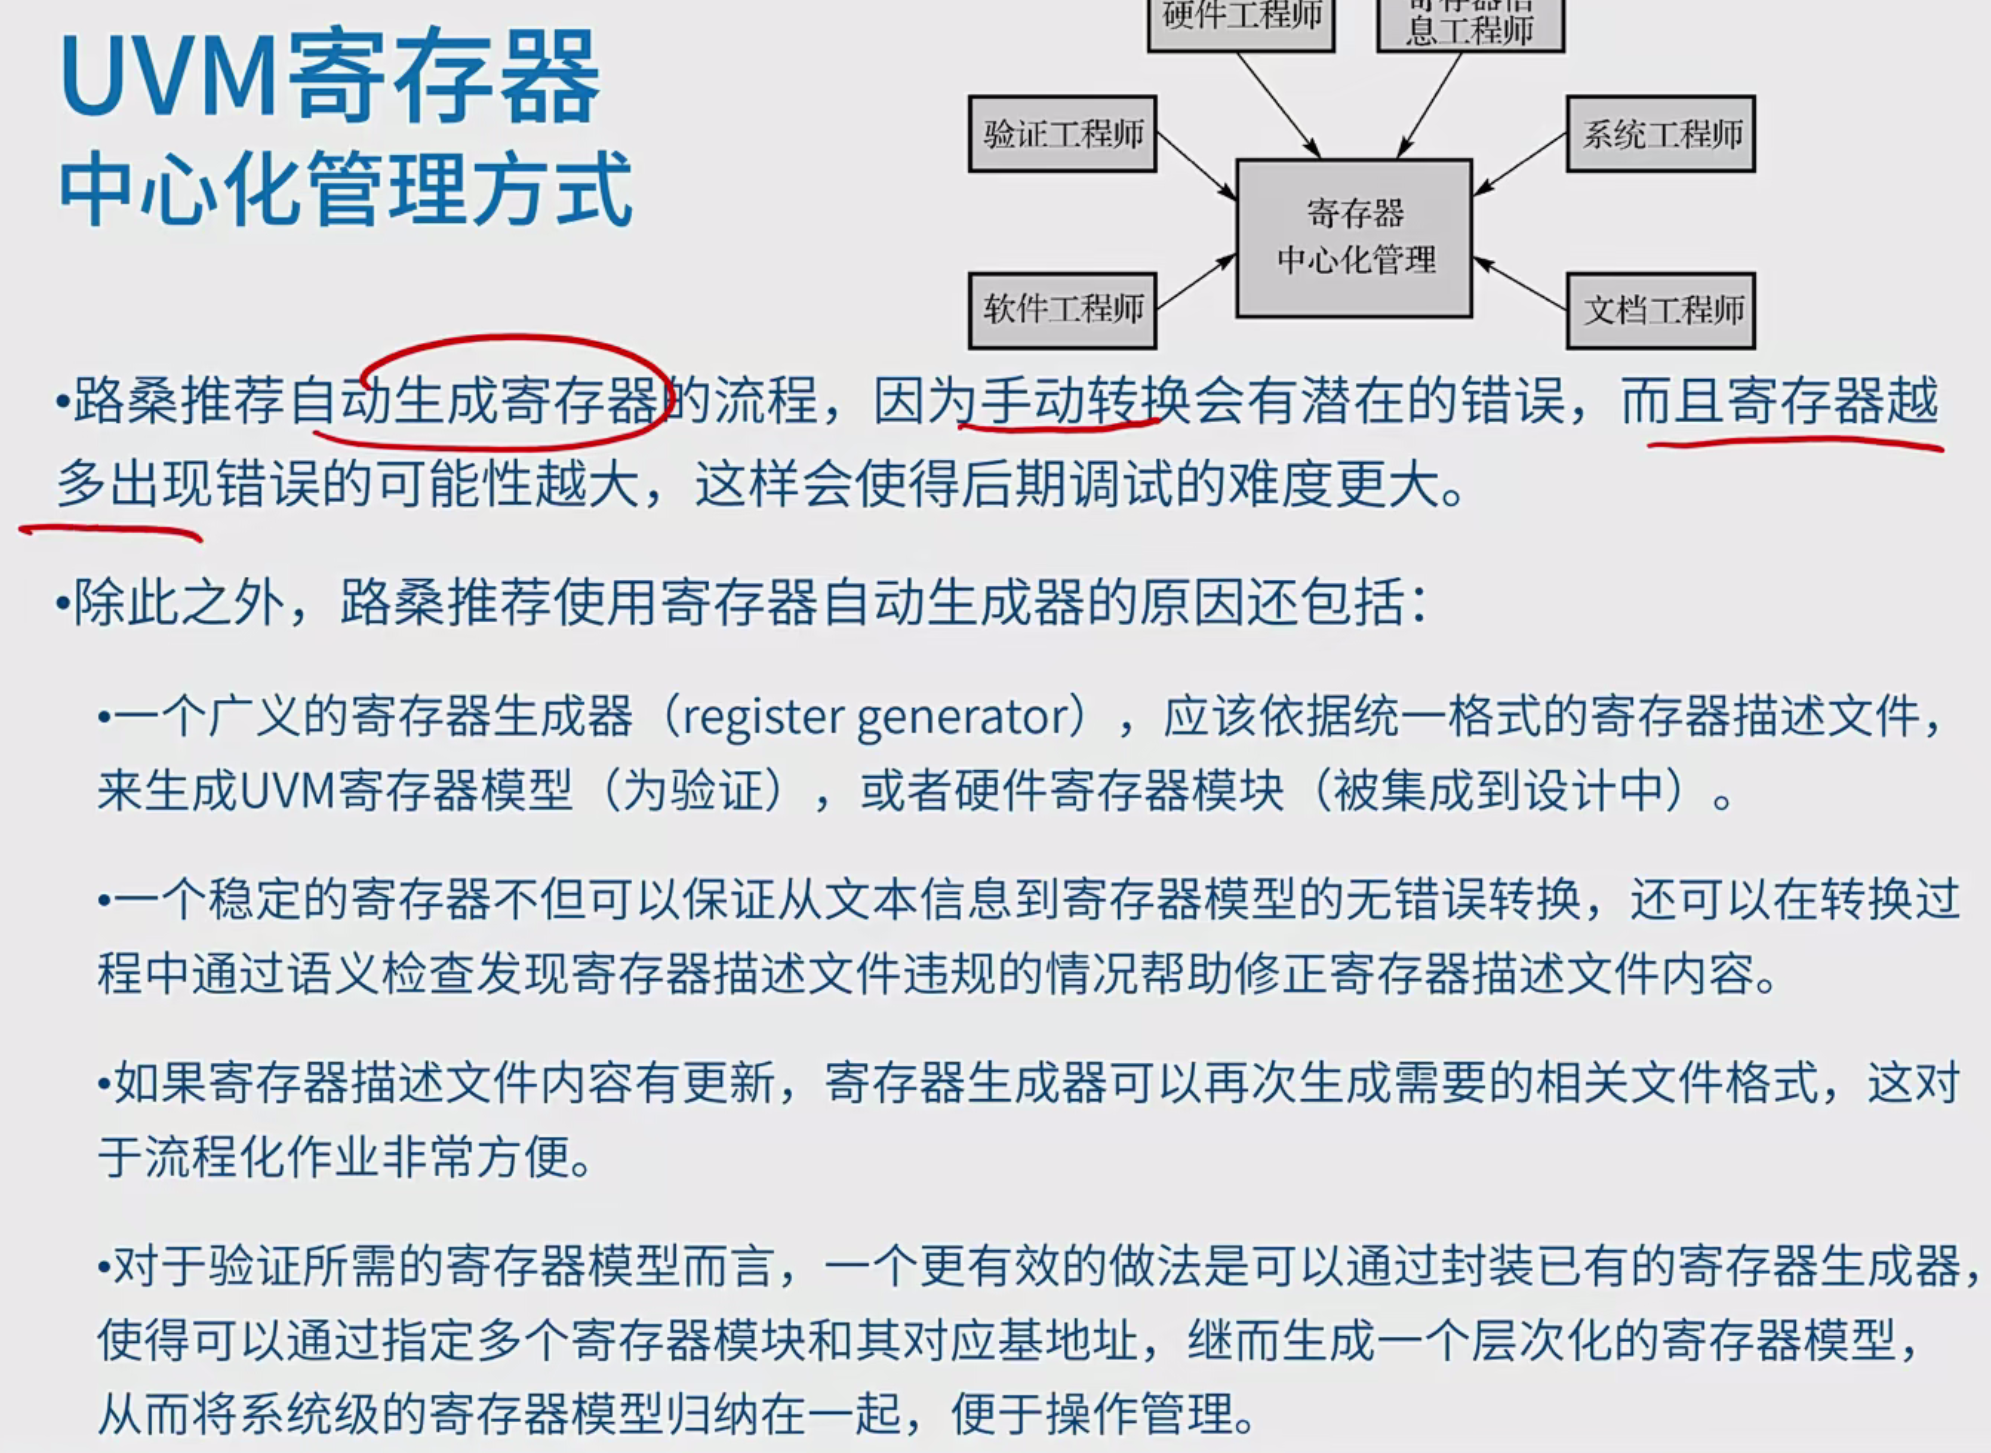 UVM寄存器
中心化管理方式
硬件工程师
寄存器信
息工程师
验证工程师
系统工程师
寄存器
中心化管理
软件工程师
文档工程师
•路桑推荐自动生成寄存器的流程，因为手动转换会有潜在的错误，而且寄存器越
多出现错误的可能性越大，这样会使得后期调试的难度更大。
•除此之外，路桑推荐使用寄存器自动生成器的原因还包括：
•一个广义的寄存器生成器（register generator），应该依据统一格式的寄存器描述文件，
来生成UVM寄存器模型（为验证），或者硬件寄存器模块（被集成到设计中）。
•一个稳定的寄存器不但可以保证从文本信息到寄存器模型的无错误转换，还可以在转换过
程中通过语义检查发现寄存器描述文件违规的情况帮助修正寄存器描述文件内容。
•如果寄存器描述文件内容有更新，寄存器生成器可以再次生成需要的相关文件格式，这对
于流程化作业非常方便。
•对于验证所需的寄存器模型而言，一个更有效的做法是可以通过封装已有的寄存器生成器，
使得可以通过指定多个寄存器模块和其对应基地址，继而生成一个层次化的寄存器模型，
从而将系统级的寄存器模型归纳在一起，便于操作管理。